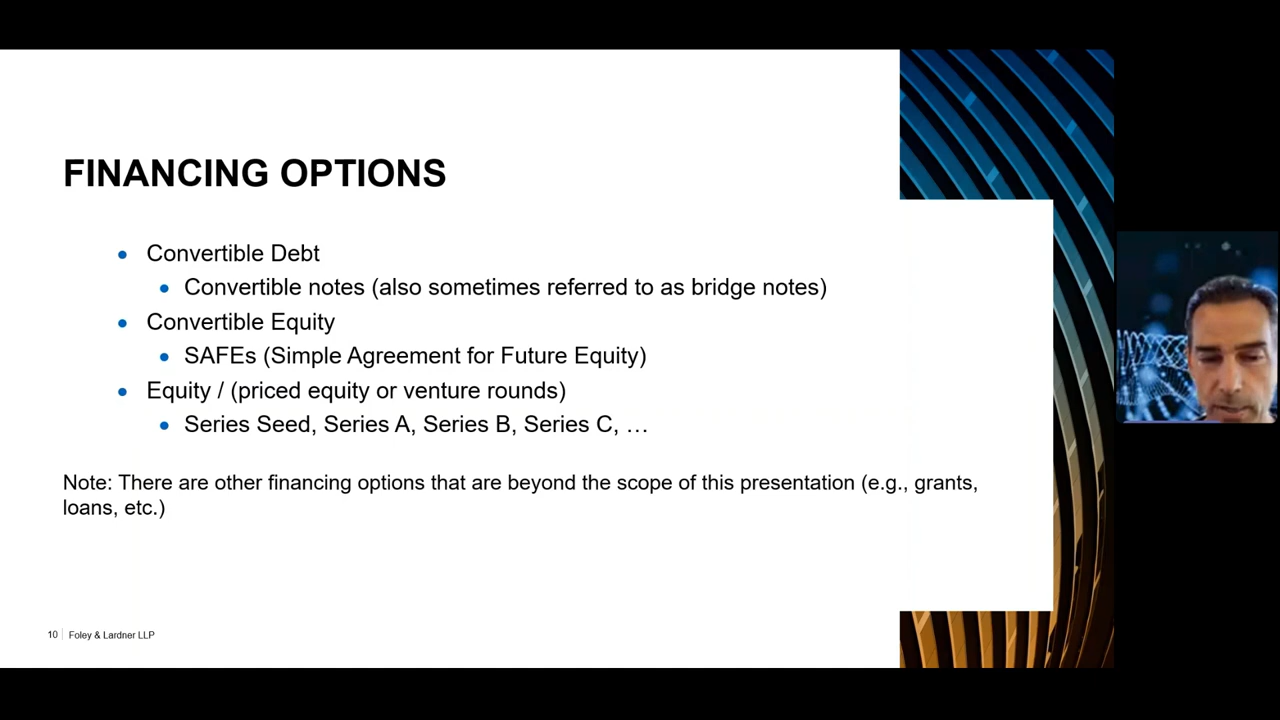 FINANCING OPTIONS
• Convertible Debt
• Convertible notes (also sometimes referred to as bridge notes)
• Convertible Equity
• SAFEs (Simple Agreement for Future Equity)
• Equity / (priced equity or venture rounds)
• Series Seed, Series A, Series B, Series C, …
Note: There are other financing options that are beyond the scope of this presentation (e.g., grants,
loans, etc.)
10 | Foley & Lardner LLP